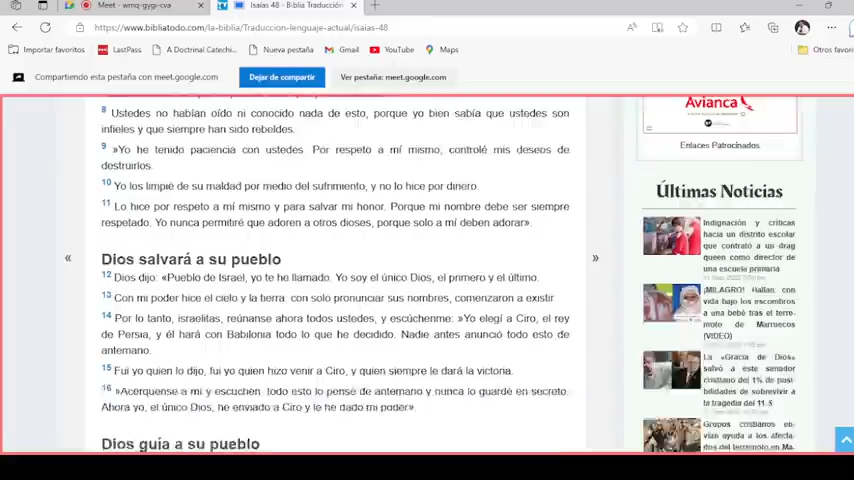 Meet - wmq-gygi-cva
Isaías 48 - Biblia Traducción
https://www.bibliatodo.com/la-biblia/Traduccion-lenguaje-actual/isaias-48
Importar favoritos
LastPass
A Doctrinal Catechi...
Nueva pestaña
Gmail
YouTube
Maps
Otros favori
Compartiendo esta pestaña con meet.google.com
Dejar de compartir
Ver pestaña: meet.google.com
8 Ustedes no habían oído ni conocido nada de esto, porque yo bien sabía que ustedes son
infieles y que siempre han sido rebeldes.
9 »Yo he tenido paciencia con ustedes. Por respeto a mí mismo, controlé mis deseos de
destruirlos.
10 Yo los limpié de su maldad por medio del sufrimiento, y no lo hice por dinero.
11 Lo hice por respeto a mí mismo y para salvar mi honor. Porque mi nombre debe ser siempre
respetado. Yo nunca permitiré que adoren a otros dioses, porque solo a mí deben adorar».
Dios salvará a su pueblo
12 Dios dijo: «Pueblo de Israel, yo te he llamado. Yo soy el único Dios, el primero y el último.
13 Con mi poder hice el cielo y la tierra: con solo pronunciar sus nombres, comenzaron a existir
14 Por lo tanto, israelitas, reúnanse ahora todos ustedes, y escúchenme: »Yo elegí a Ciro, el rey
de Persia, y él hará con Babilonia todo lo que he decidido. Nadie antes anunció todo esto de
antemano.
15 Fui yo quien lo dijo, fui yo quien hizo venir a Ciro, y quien siempre le dará la victoria.
16 »Acérquense a mí y escuchen: todo esto lo pensé de antemano y nunca lo guardé en secreto.
Ahora yo, el único Dios, he enviado a Ciro y le he dado mi poder».
Dios guía a su pueblo
«
»
Avianca
Enlaces Patrocinados
Últimas Noticias
Indignación y críticas
hacia un distrito escolar
que contrató a un drag
queen como director de
una escuela primaria
¡MILAGRO! Hallan con
vida bajo los escombros
a una bebé tras el terre-
moto de Marruecos
(VIDEO)
La «Gracia de Dios»
salvó a este senador
cristiano del 1% de posi-
bilidades de sobrevivir a
la tragedia del 11-S
Grupos cristianos en-
vían ayuda a los afecta-
dos del terremoto en Ma-